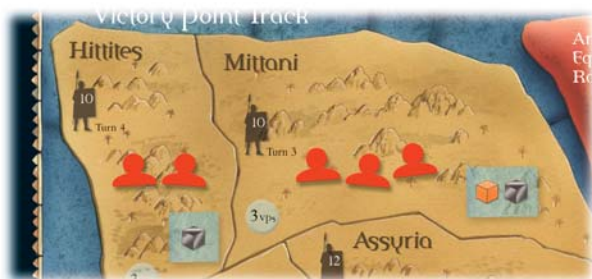 Victory Point Track
Hittites
Mittani
10
Turn 4
10
Turn 3
3 vps
Assyria
12